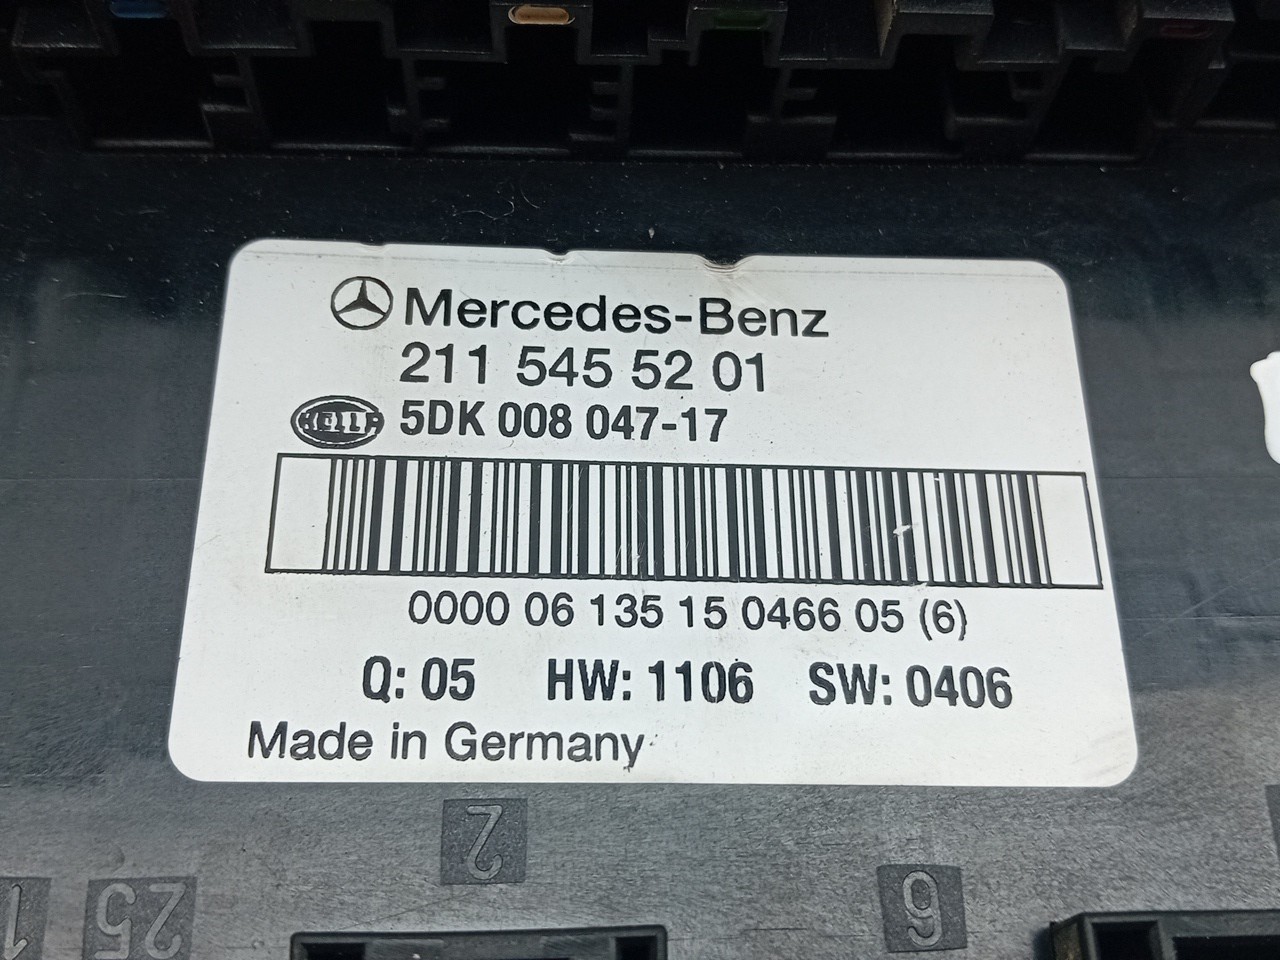 Mercedes-Benz
211 545 52 01
HELLA 5DK 008 047-17
0000 06 135 15 0466 05 (6)
Q: 05 HW: 1106 SW: 0406
Made in Germany
2
1 25 6